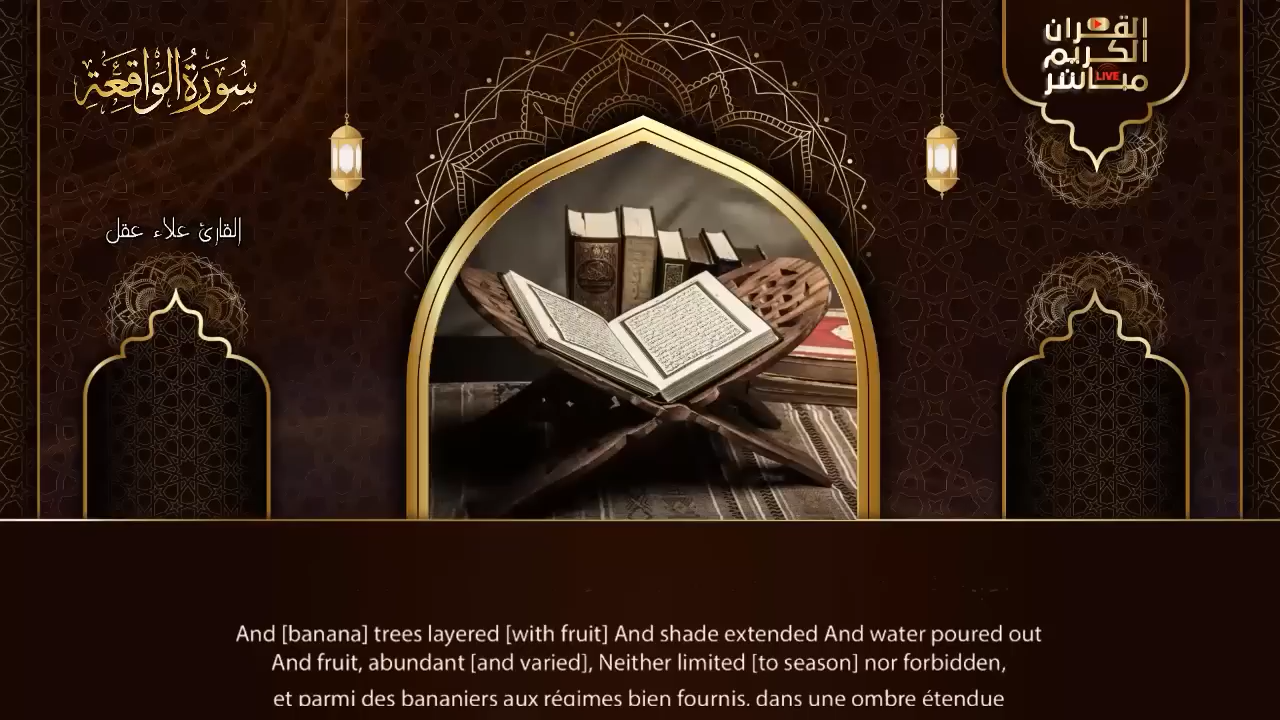 سُورَةُ الوَاقِعَة
القرآن
الكريم
مباشر
LIVE
القارئ علاء عقل
And [banana] trees layered [with fruit] And shade extended And water poured out
And fruit, abundant [and varied], Neither limited [to season] nor forbidden,
et parmi des bananiers aux régimes bien fournis, dans une ombre étendue